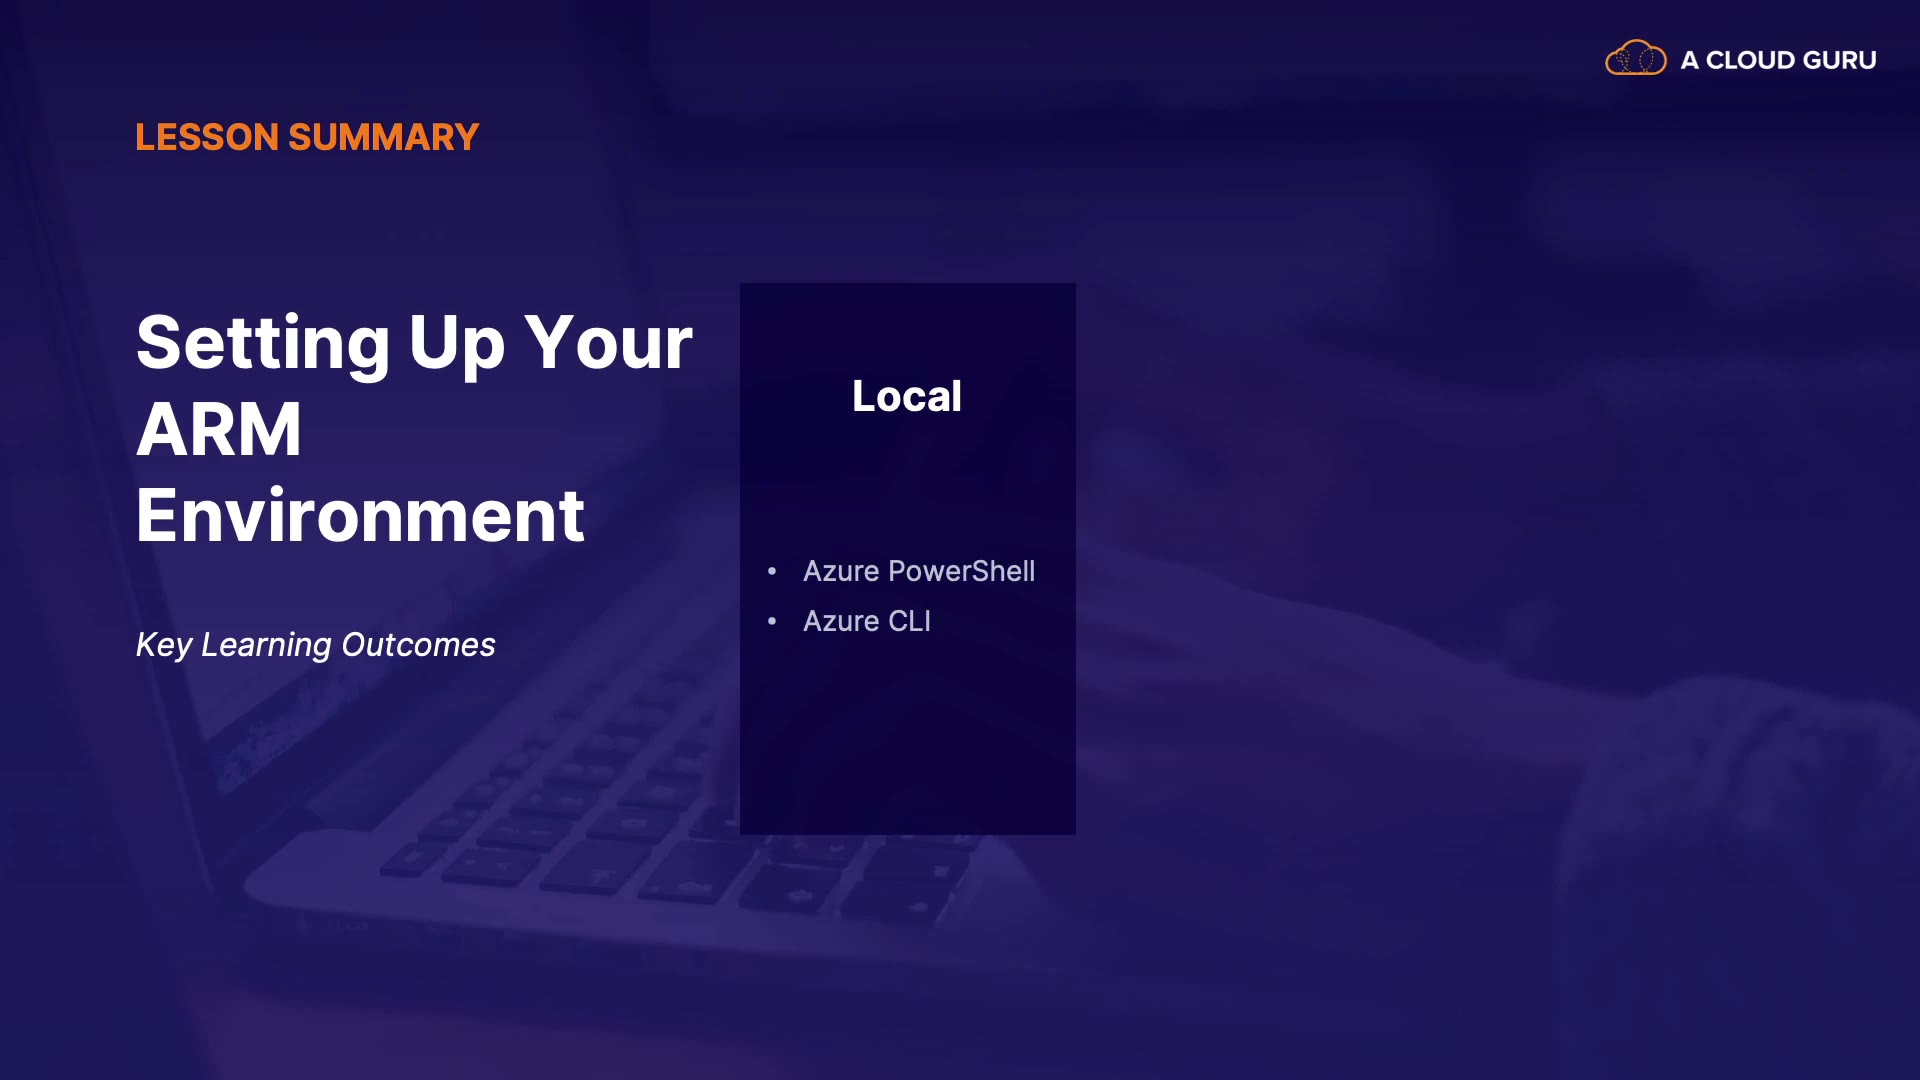 A CLOUD GURU
LESSON SUMMARY
Setting Up Your
ARM
Environment
Key Learning Outcomes
Local
• Azure PowerShell
• Azure CLI